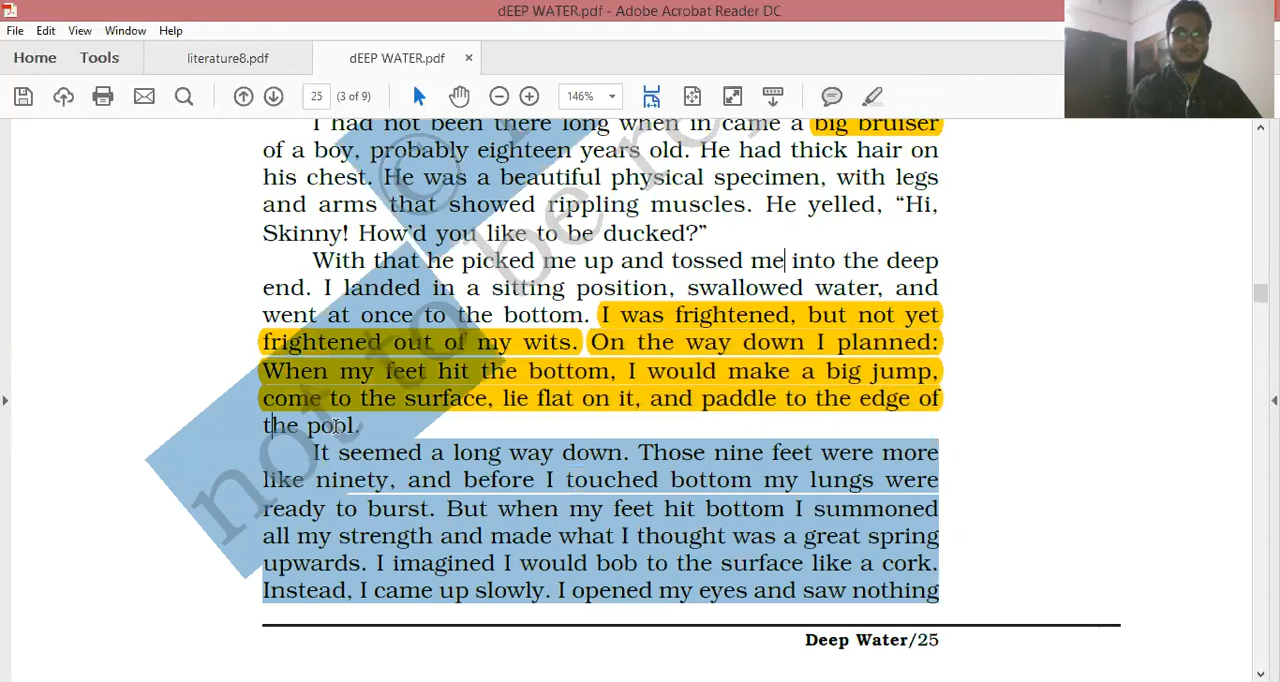 dEEP WATER.pdf - Adobe Acrobat Reader DC
File Edit View Window Help
Home Tools literature8.pdf dEEP WATER.pdf ×
25 (3 of 9) 146%
I had not been there long when in came a big bruiser
of a boy, probably eighteen years old. He had thick hair on
his chest. He was a beautiful physical specimen, with legs
and arms that showed rippling muscles. He yelled, “Hi,
Skinny! How’d you like to be ducked?”
With that he picked me up and tossed me into the deep
end. I landed in a sitting position, swallowed water, and
went at once to the bottom. I was frightened, but not yet
frightened out of my wits. On the way down I planned:
When my feet hit the bottom, I would make a big jump,
come to the surface, lie flat on it, and paddle to the edge of
the pool.
It seemed a long way down. Those nine feet were more
like ninety, and before I touched bottom my lungs were
ready to burst. But when my feet hit bottom I summoned
all my strength and made what I thought was a great spring
upwards. I imagined I would bob to the surface like a cork.
Instead, I came up slowly. I opened my eyes and saw nothing
Deep Water/25
©
not to be re